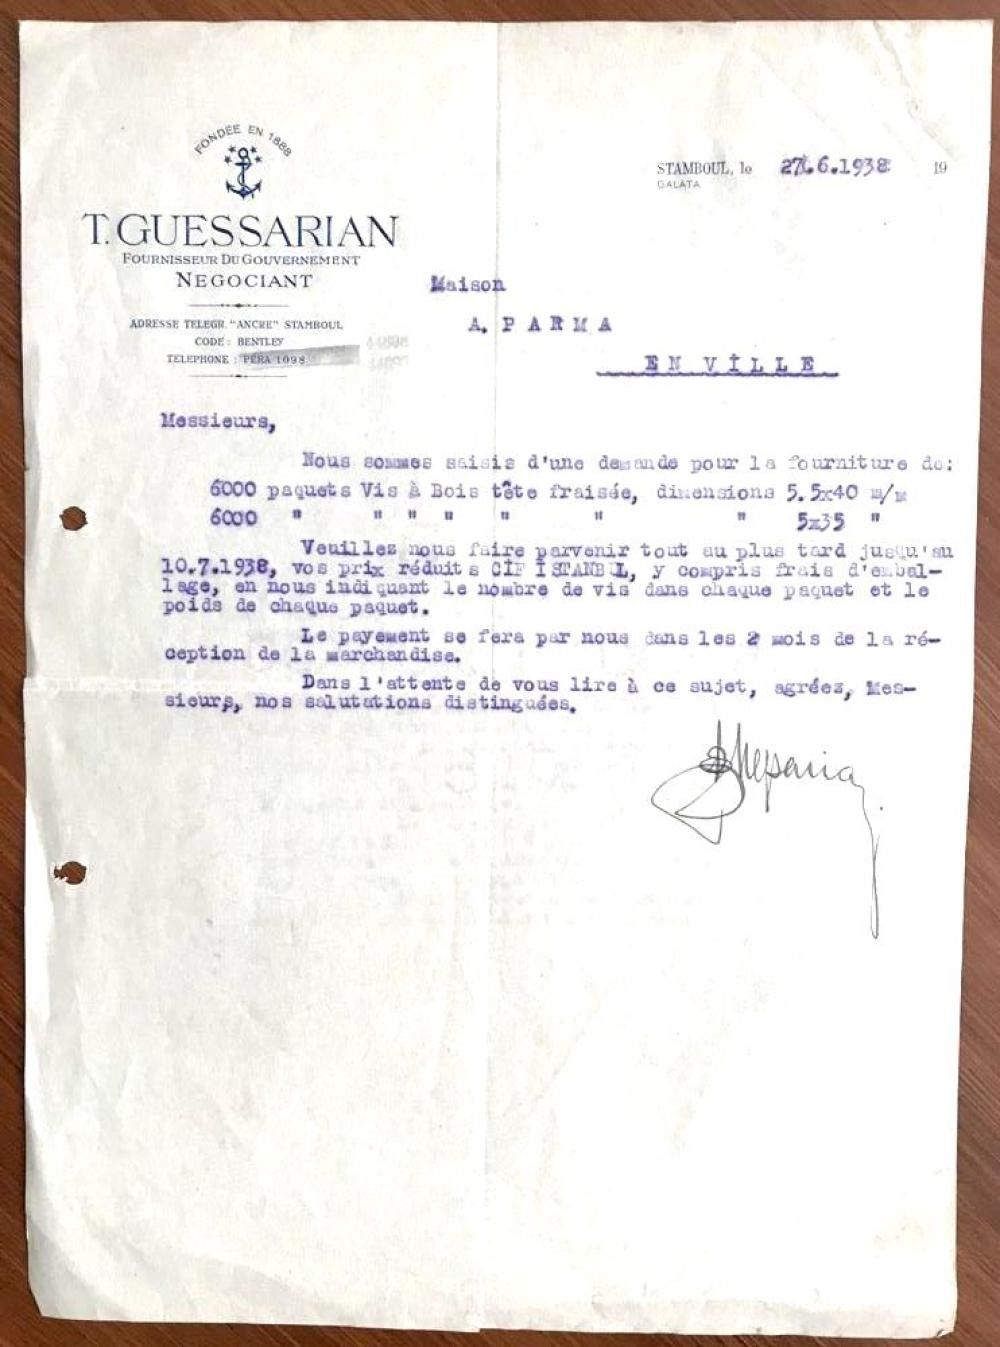 FONDÉE EN 1888
T. GUESSARIAN
FOURNISSEUR DU GOUVERNEMENT
NEGOCIANT
ADRESSE TELEGR. "ANCRE" STAMBOUL
CODE: BENTLEY
TELEPHONE : PÉRA 1098
STAMBOUL, le 27.6.1938 19
GALATA
Maison
A. PARMA
EN VİLLE
Messieurs,
Nous sommes saisis d'une demande pour la fourniture de:
6000 paquets Vis à Bois tête fraisée, dimensions 5.5x40 m/m
6000 " " " " " " " 5x35 "
Veuillez nous faire parvenir tout au plus tard jusqu'au
10.7.1938, vos prix réduits CİF İSTANBUL, y compris frais d'embal-
lage, en nous indiquant le nombre de vis dans chaque paquet et le
poids de chaque paquet.
Le payement se fera par nous dans les 2 mois de la ré-
ception de la marchandise.
Dans l'attente de vous lire à ce sujet, agréez, Mes-
sieurs, nos salutations distinguées.